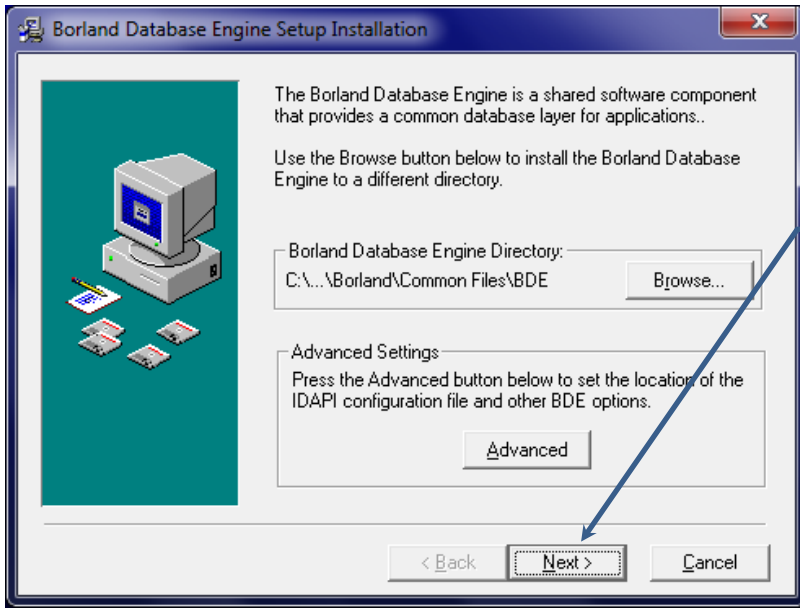 Borland Database Engine Setup Installation
The Borland Database Engine is a shared software component
that provides a common database layer for applications..
Use the Browse button below to install the Borland Database
Engine to a different directory.
Borland Database Engine Directory:
C:\...\Borland\Common Files\BDE
Browse...
Advanced Settings
Press the Advanced button below to set the location of the
IDAPI configuration file and other BDE options.
Advanced
< Back
Next >
Cancel